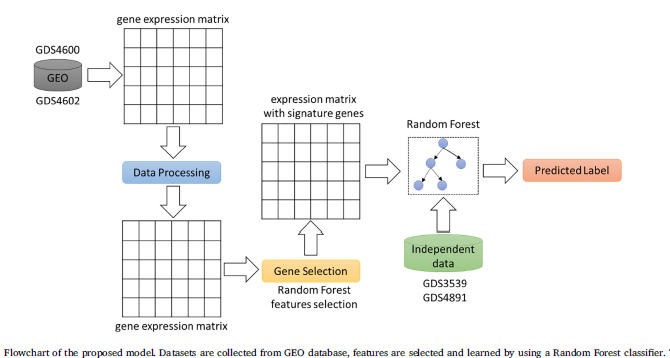 gene expression matrix
GDS4600
GEO
GDS4602
Data Processing
gene expression matrix
Gene Selection
Random Forest
features selection
expression matrix
with signature genes
Random Forest
Predicted Label
Independent
data
GDS3539
GDS4891
Flowchart of the proposed model. Datasets are collected from GEO database, features are selected and learned by using a Random Forest classifier.